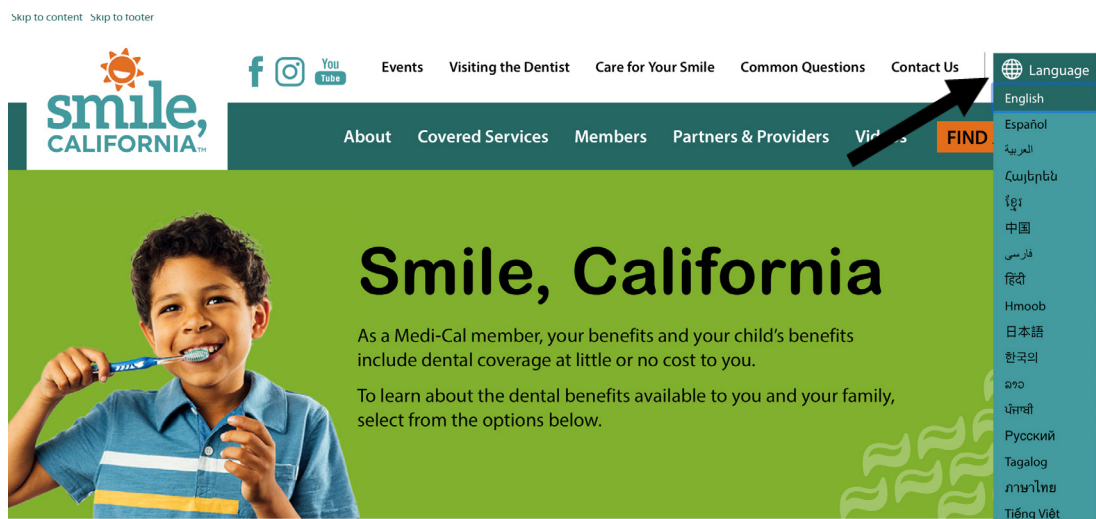 Skip to content Skip to footer
smile,
CALIFORNIA™
You
Tube
Events Visiting the Dentist Care for Your Smile Common Questions Contact Us
Language
About Covered Services Members Partners & Providers FIND
English
Español
العربية
Հայերեն
ខ្មែរ
中国
فارسی
हिंदी
Hmoob
日本語
한국의
ລາວ
ਪੰਜਾਬੀ
Русский
Tagalog
ภาษาไทย
Tiếng Việt
Smile, California
As a Medi-Cal member, your benefits and your child's benefits
include dental coverage at little or no cost to you.
To learn about the dental benefits available to you and your family,
select from the options below.